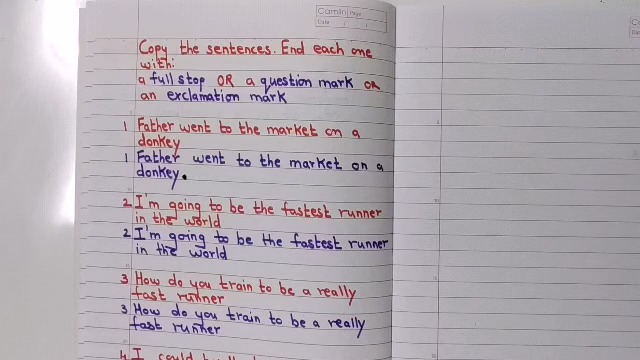 Camlin Page
Date / /
Copy the sentences. End each one
with:
a full stop OR a question mark OR
an exclamation mark
1 Father went to the market on a
donkey
1 Father went to the market on a
donkey.
2 I'm going to be the fastest runner
in the world
2 I'm going to be the fastest runner
in the world
3 How do you train to be a really
fast runner
3 How do you train to be a really
fast runner
4 I could